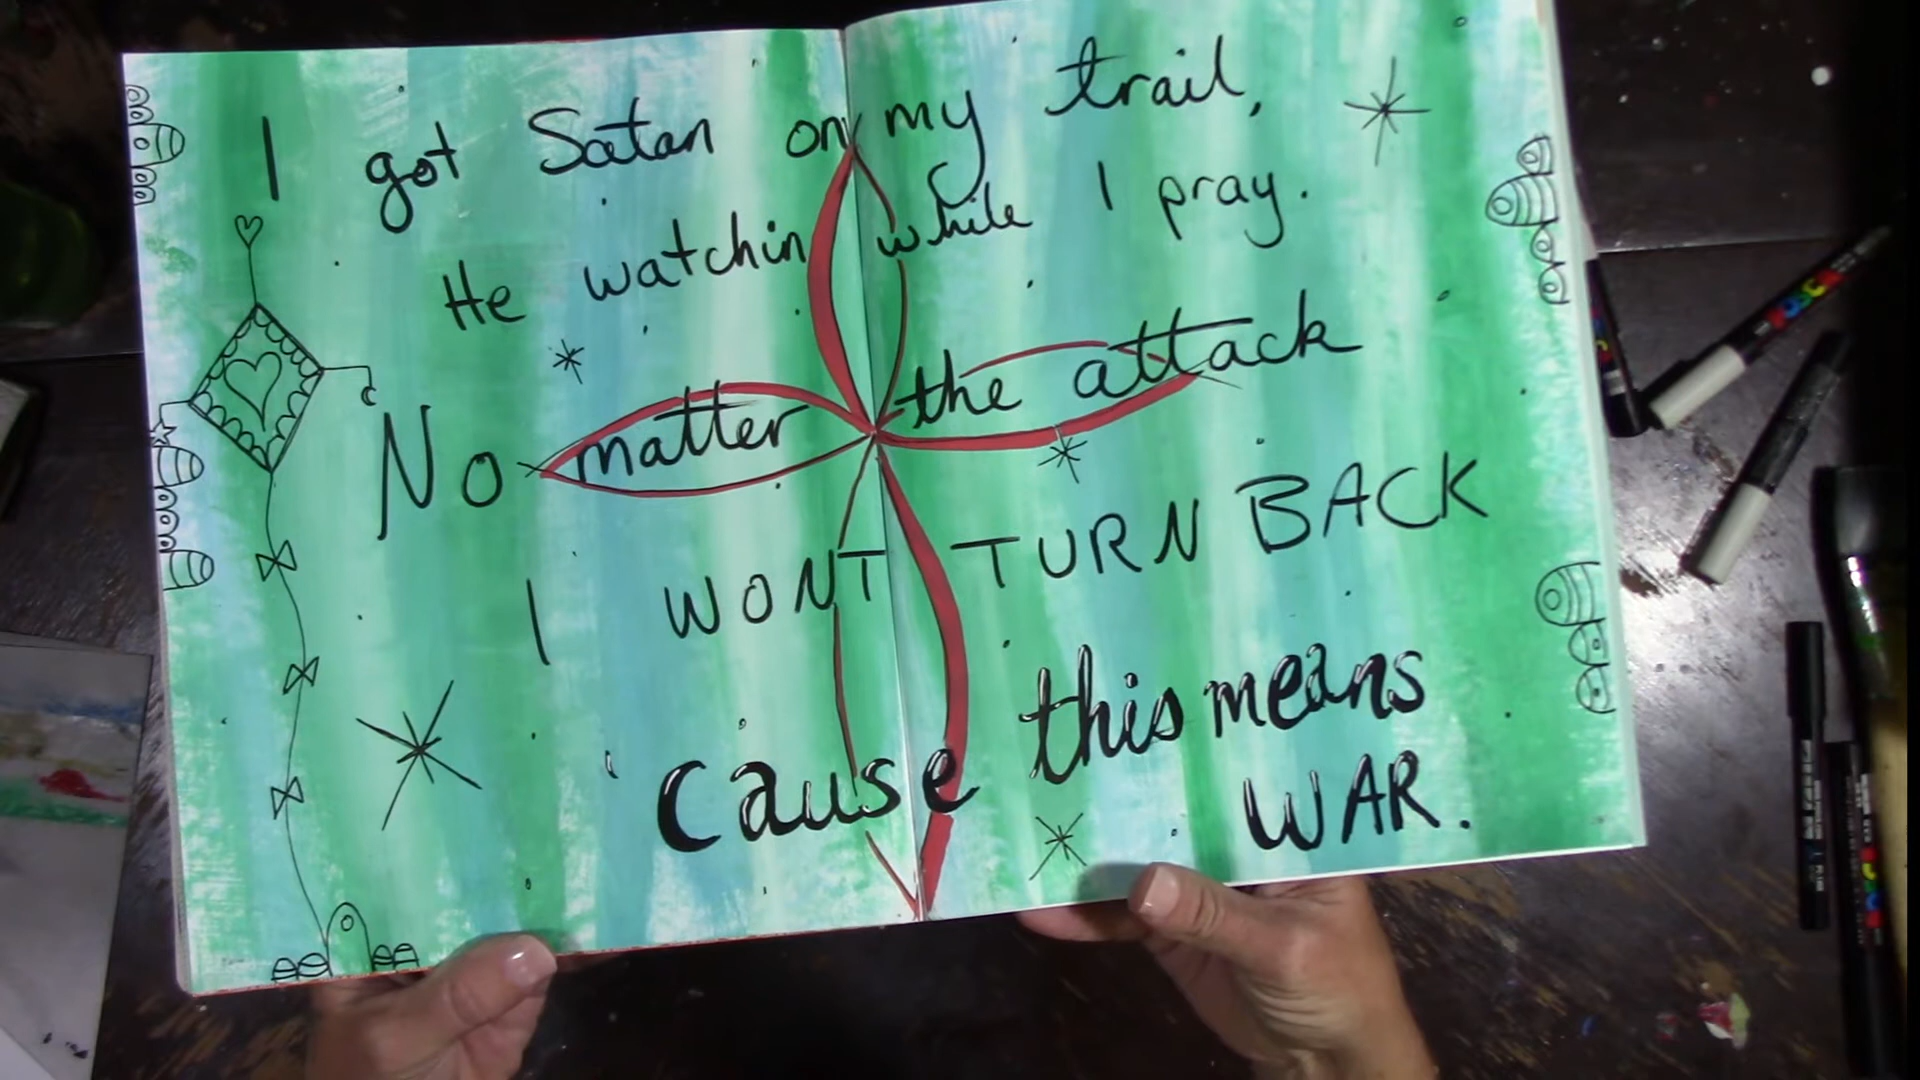 I got Satan on my trail,
He watchin while I pray.
No matter the attack
I WONT TURN BACK
'cause this means
WAR.
POSCA